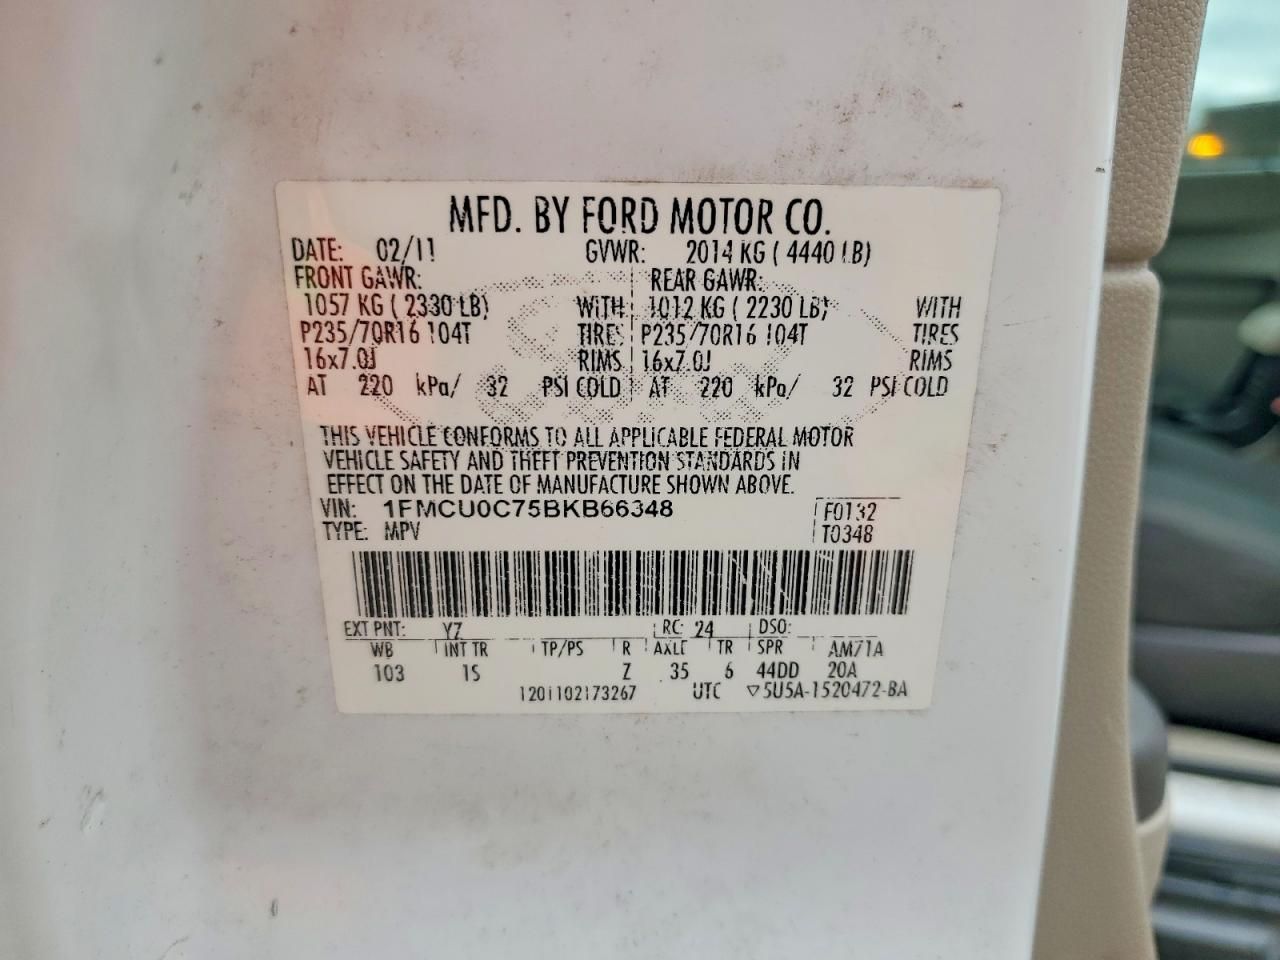 MFD. BY FORD MOTOR CO.
DATE: 02/11 GVWR: 2014 KG ( 4440 LB)
FRONT GAWR: REAR GAWR:
1057 KG ( 2330 LB) WITH 1012 KG ( 2230 LB) WITH
P235/70R16 104T TIRES P235/70R16 104T TIRES
16x7.0J RIMS 16x7.0J RIMS
AT 220 kPa/ 32 PSI COLD AT 220 kPa/ 32 PSI COLD
THIS VEHICLE CONFORMS TO ALL APPLICABLE FEDERAL MOTOR
VEHICLE SAFETY AND THEFT PREVENTION STANDARDS IN
EFFECT ON THE DATE OF MANUFACTURE SHOWN ABOVE.
VIN: 1FMCU0C75BKB66348 F0132
TYPE: MPV T0348
EXT PNT: YZ RC: 24 DSO:
WB INT TR TP/PS R AXLE TR SPR AM71A
103 1S Z 35 6 44DD 20A
1201102173267 UTC ▽5U5A-1520472-BA